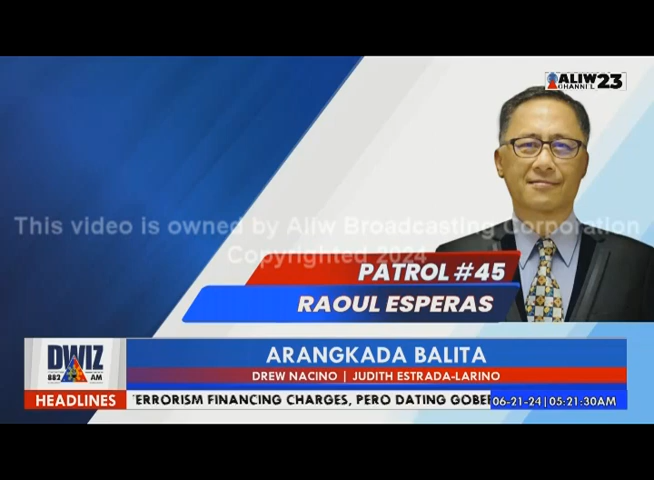 ALIW 23
CHANNEL
This video is owned by Aliw Broadcasting Corporation
Copyrighted 2024
PATROL #45
RAOUL ESPERAS
DWIZ
882 AM
ARANGKADA BALITA
DREW NACINO | JUDITH ESTRADA-LARINO
HEADLINES
ERRORISM FINANCING CHARGES, PERO DATING GOBE
06-21-24 | 05:21:30AM